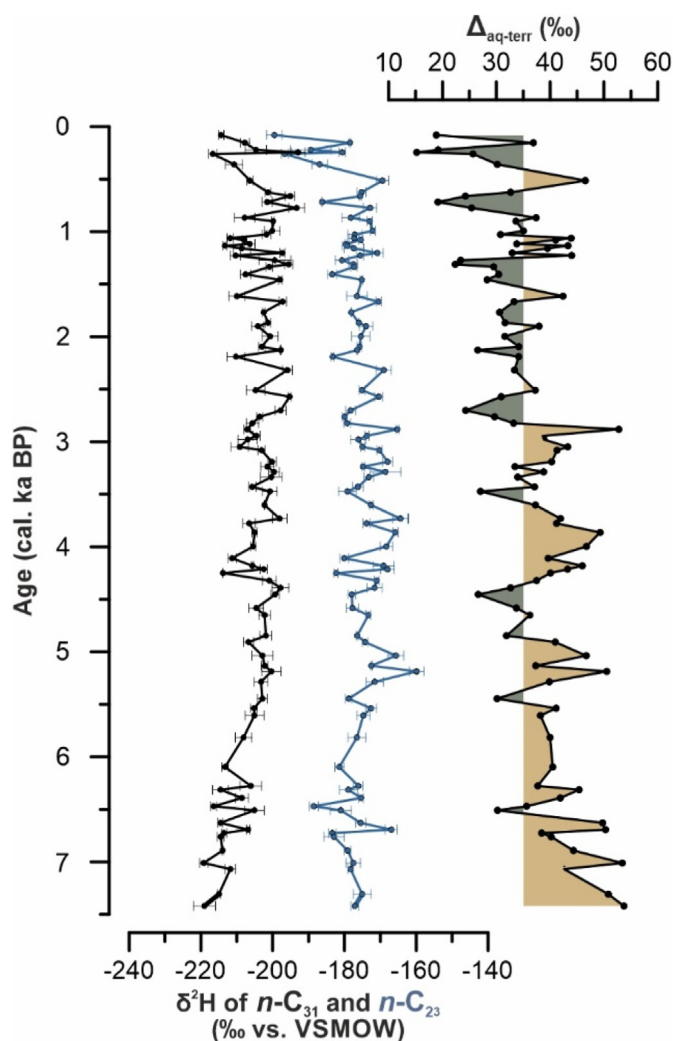 Δaq-terr (‰)
10 20 30 40 50 60
0
1
2
3
4
5
6
7
Age (cal. ka BP)
-240 -220 -200 -180 -160 -140
δ²H of n-C₃₁ and n-C₂₃
(‰ vs. VSMOW)